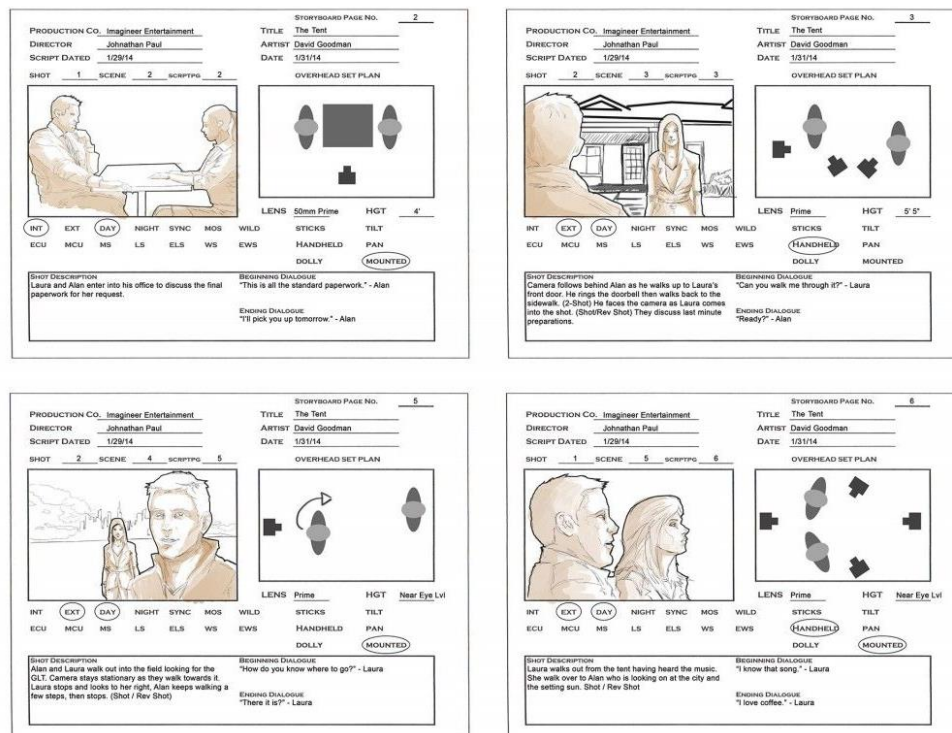 STORYBOARD PAGE NO. 2
PRODUCTION CO. Imagineer Entertainment TITLE The Tent
DIRECTOR Johnathan Paul ARTIST David Goodman
SCRIPT DATED 1/29/14 DATE 1/31/14
SHOT 1 SCENE 2 SCRIPTPG 2 OVERHEAD SET PLAN
LENS 50mm Prime HGT 4'
INT EXT DAY NIGHT SYNC MOS WILD STICKS TILT
ECU MCU MS LS ELS WS EWS HANDHELD PAN
DOLLY MOUNTED
SHOT DESCRIPTION
Laura and Alan enter into his office to discuss the final
paperwork for her request.
BEGINNING DIALOGUE
"This is all the standard paperwork." - Alan
ENDING DIALOGUE
"I'll pick you up tomorrow." - Alan
STORYBOARD PAGE NO. 3
PRODUCTION CO. Imagineer Entertainment TITLE The Tent
DIRECTOR Johnathan Paul ARTIST David Goodman
SCRIPT DATED 1/29/14 DATE 1/31/14
SHOT 2 SCENE 3 SCRIPTPG 3 OVERHEAD SET PLAN
LENS Prime HGT 5' 5"
INT EXT DAY NIGHT SYNC MOS WILD STICKS TILT
ECU MCU MS LS ELS WS EWS HANDHELD PAN
DOLLY MOUNTED
SHOT DESCRIPTION
Camera follows behind Alan as he walks up to Laura's
front door. He rings the doorbell then walks back to the
sidewalk. (2-Shot) He faces the camera as Laura comes
into the shot. (Shot/Rev Shot) They discuss last minute
preparations.
BEGINNING DIALOGUE
"Can you walk me through it?" - Laura
ENDING DIALOGUE
"Ready?" - Alan
STORYBOARD PAGE NO. 5
PRODUCTION CO. Imagineer Entertainment TITLE The Tent
DIRECTOR Johnathan Paul ARTIST David Goodman
SCRIPT DATED 1/29/14 DATE 1/31/14
SHOT 2 SCENE 4 SCRIPTPG 5 OVERHEAD SET PLAN
LENS Prime HGT Near Eye Lvl
INT EXT DAY NIGHT SYNC MOS WILD STICKS TILT
ECU MCU MS LS ELS WS EWS HANDHELD PAN
DOLLY MOUNTED
SHOT DESCRIPTION
Alan and Laura walk out into the field looking for the
GLT. Camera stays stationary as they walk towards it.
Laura stops and looks to her right, Alan keeps walking a
few steps, then stops. (Shot / Rev Shot)
BEGINNING DIALOGUE
"How do you know where to go?" - Laura
ENDING DIALOGUE
"There it is?" - Laura
STORYBOARD PAGE NO. 6
PRODUCTION CO. Imagineer Entertainment TITLE The Tent
DIRECTOR Johnathan Paul ARTIST David Goodman
SCRIPT DATED 1/29/14 DATE 1/31/14
SHOT 1 SCENE 5 SCRIPTPG 6 OVERHEAD SET PLAN
LENS Prime HGT Near Eye Lvl
INT EXT DAY NIGHT SYNC MOS WILD STICKS TILT
ECU MCU MS LS ELS WS EWS HANDHELD PAN
DOLLY MOUNTED
SHOT DESCRIPTION
Laura walks out from the tent having heard the music.
She walk over to Alan who is looking on at the city and
the setting sun. Shot / Rev Shot
BEGINNING DIALOGUE
"I know that song." - Laura
ENDING DIALOGUE
"I love coffee." - Laura